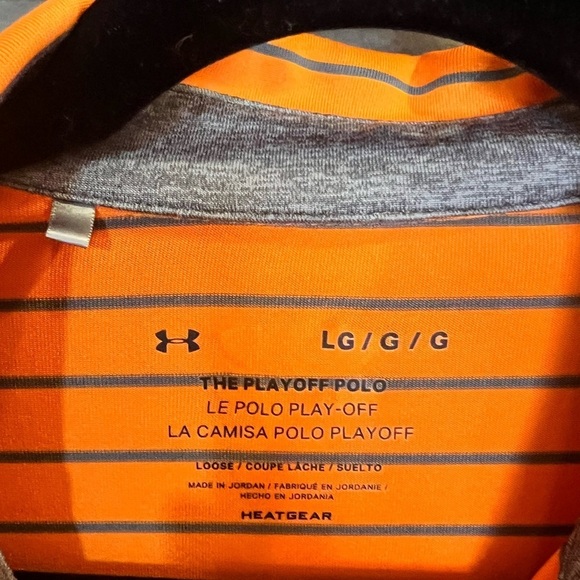 LG / G / G
THE PLAYOFF POLO
LE POLO PLAY-OFF
LA CAMISA POLO PLAYOFF
LOOSE / COUPE LÂCHE / SUELTO
MADE IN JORDAN / FABRIQUÉ EN JORDANIE /
HECHO EN JORDANIA
HEATGEAR